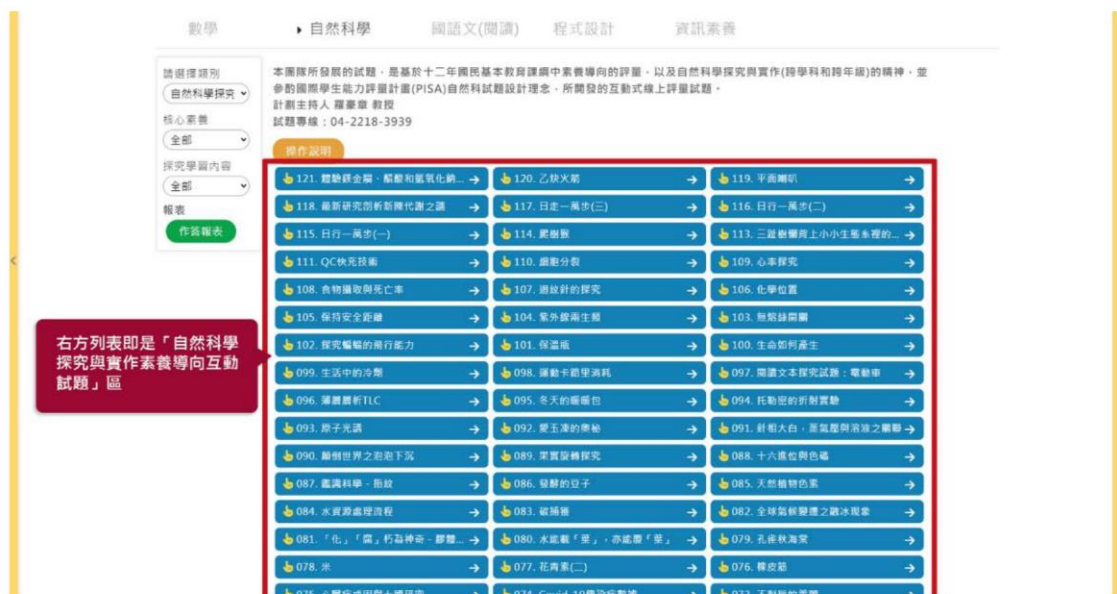 數學
自然科學
國語文(閱讀)
程式設計
資訊素養
請選擇類別
自然科學探究
核心素養
全部
探究學習內容
全部
報表
作答報表
本團隊所發展的試題，是基於十二年國民基本教育課綱中素養導向的評量，以及自然科學探究與實作(跨學科和跨年級)的精神，並
參酌國際學生能力評量計畫(PISA)自然科試題設計理念，所開發的互動式線上評量試題。
計劃主持人 羅豪章 教授
試題專線：04-2218-3939
操作說明
121. 體驗鎂金屬、醋酸和氫氧化鈉...
120. 乙炔火箭
119. 平面喇叭
118. 最新研究剖析新陳代謝之謎
117. 日走一萬步(三)
116. 日行一萬步(二)
115. 日行一萬步(一)
114. 爬樹猴
113. 三趾樹懶背上小小生態系裡的...
111. QC快充技術
110. 細胞分裂
109. 心率探究
108. 食物攝取與死亡率
107. 迴紋針的探究
106. 化學位置
105. 保持安全距離
104. 紫外線兩生類
103. 無熔絲開關
102. 探究蝙蝠的飛行能力
101. 保溫瓶
100. 生命如何產生
099. 生活中的冷劑
098. 運動卡路里消耗
097. 閱讀文本探究試題：電動車
096. 薄層層析TLC
095. 冬天的暖暖包
094. 托勒密的折射實驗
093. 原子光譜
092. 愛玉凍的奧秘
091. 針相大白，蒸氣壓與溶液之關聯
090. 顛倒世界之泡泡下沉
089. 果實旋轉探究
088. 十六進位與色碼
087. 鑑識科學 - 指紋
086. 發酵的豆子
085. 天然植物色素
084. 水資源處理流程
083. 碳捕獲
082. 全球氣候變遷之融冰現象
081. 「化」「腐」朽為神奇 - 膠體...
080. 水能載「茎」，亦能覆「茎」
079. 孔雀秋海棠
078. 米
077. 花青素(二)
076. 橡皮筋
右方列表即是「自然科學
探究與實作素養導向互動
試題」區